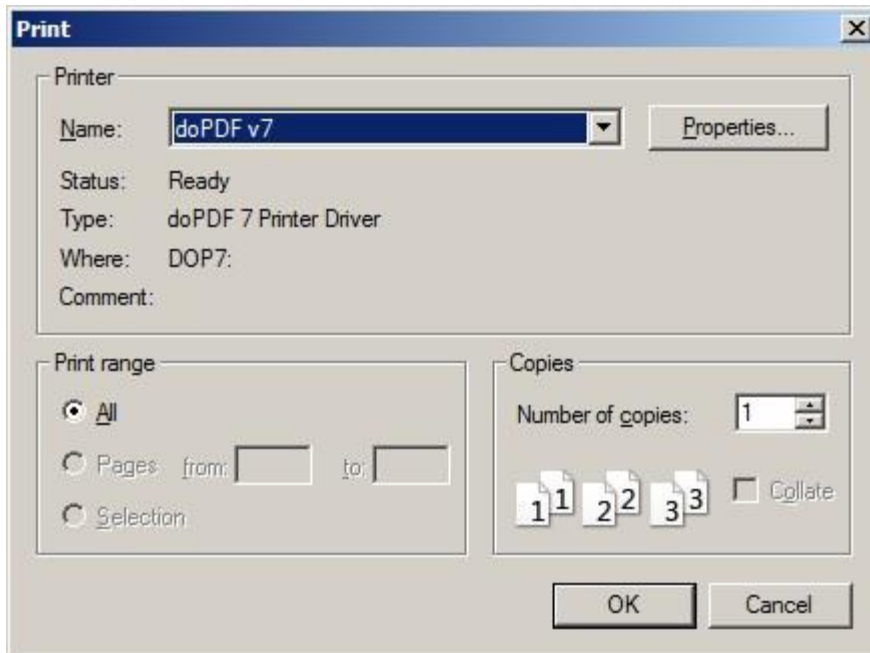 Print
Printer
Name: doPDF v7 Properties...
Status: Ready
Type: doPDF 7 Printer Driver
Where: DOP7:
Comment:
Print range
All
Pages from: to:
Selection
Copies
Number of copies: 1
1 1 2 2 3 3 Collate
OK Cancel